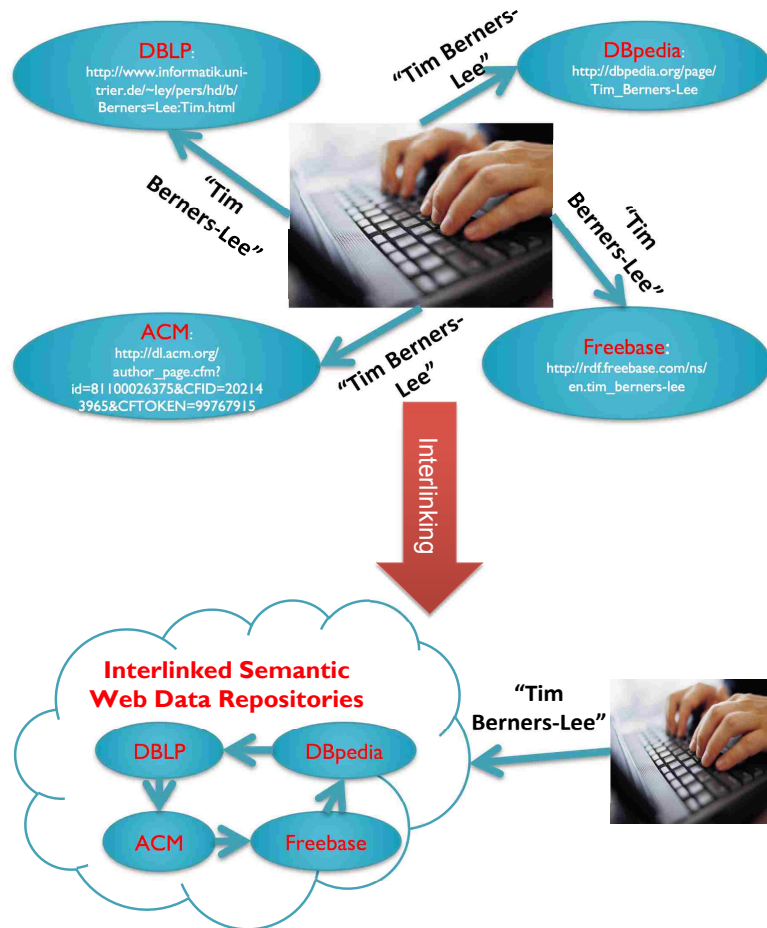 DBLP:
http://www.informatik.uni-
trier.de/~ley/pers/hd/b/
Berners=Lee:Tim.html
“Tim Berners-
Lee”
DBpedia:
http://dbpedia.org/page/
Tim_Berners-Lee
“Tim
Berners-Lee”
“Tim
Berners-Lee”
ACM:
http://dl.acm.org/
author_page.cfm?
id=81100026375&CFID=20214
3965&CFTOKEN=99767915
“Tim Berners-
Lee”
Freebase:
http://rdf.freebase.com/ns/
en.tim_berners-lee
Interlinking
Interlinked Semantic
Web Data Repositories
DBLP
DBpedia
ACM
Freebase
“Tim
Berners-Lee”